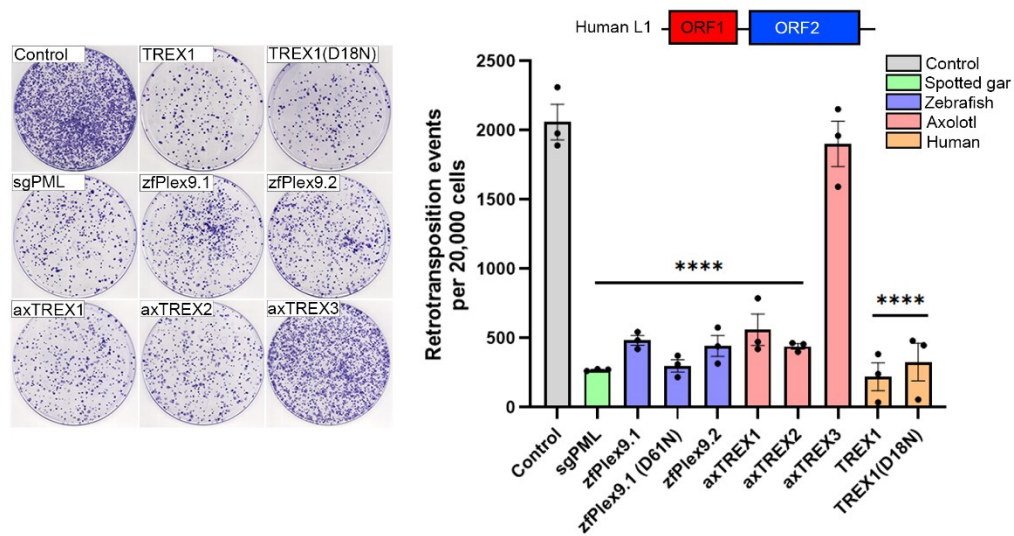 Control
TREX1
TREX1(D18N)
sgPML
zfPlex9.1
zfPlex9.2
axTREX1
axTREX2
axTREX3
Human L1
ORF1
ORF2
Retrotransposition events
per 20,000 cells
2500
2000
1500
1000
500
0
****
****
Control
Spotted gar
Zebrafish
Axolotl
Human
Control
sgPML
zfPlex9.1
zfPlex9.1 (D61N)
zfPlex9.2
axTREX1
axTREX2
axTREX3
TREX1
TREX1(D18N)